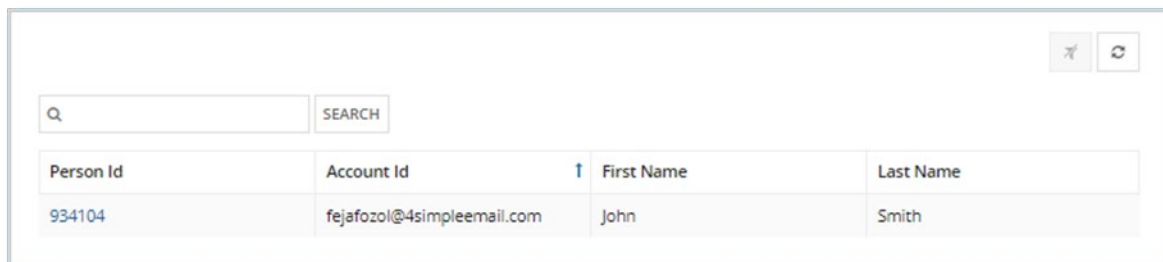 SEARCH
Person Id Account Id ↑ First Name Last Name
934104 fejafozol@4simpleemail.com John Smith